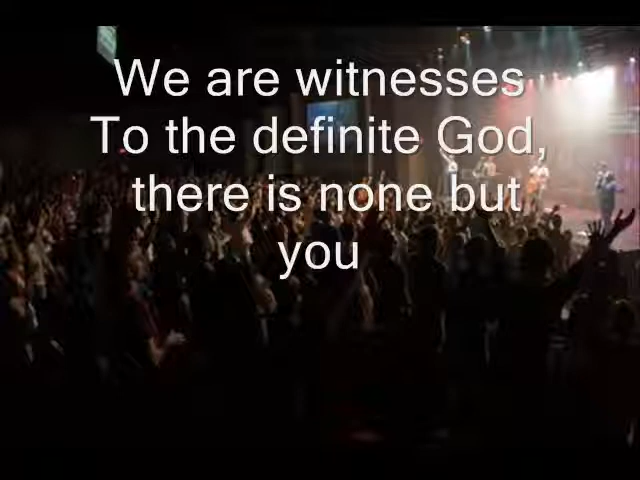 We are witnesses
To the definite God,
there is none but
you